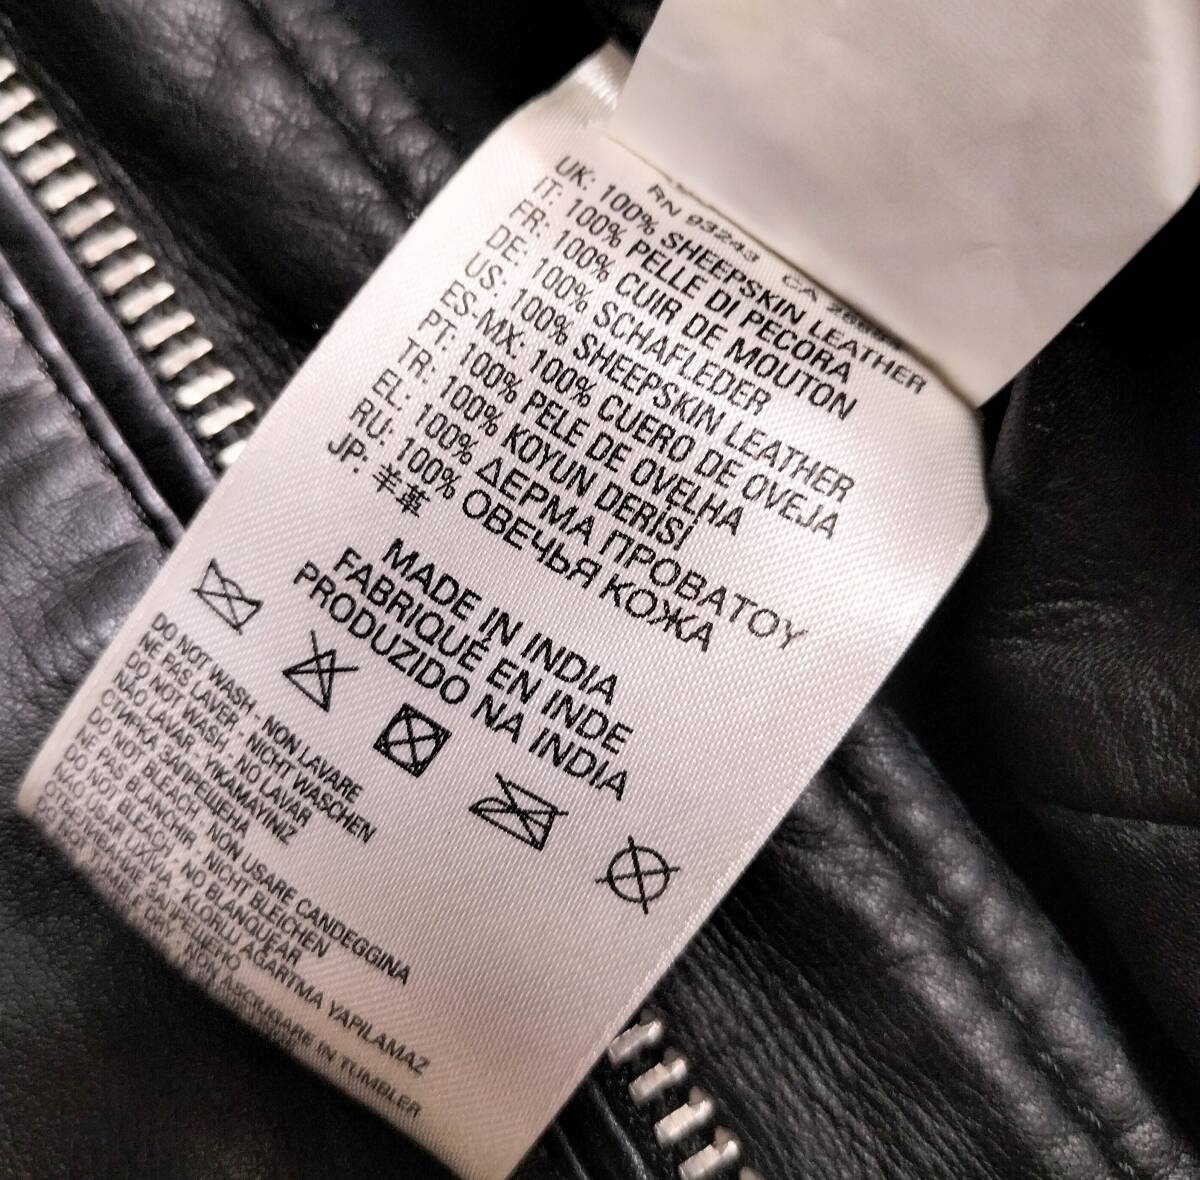 RN 93243 CA
UK: 100% SHEEPSKIN LEATHER
IT: 100% PELLE DI PECORA
FR: 100% CUIR DE MOUTON
DE: 100% SCHAFLEDER
US: 100% SHEEPSKIN LEATHER
ES-MX: 100% CUERO DE OVEJA
PT: 100% PELE DE OVELHA
TR: 100% KOYUN DERISI
EL: 100% ΔΕΡΜΑ ΠΡΟΒΑΤΟΥ
RU: 100% ОВЕЧЬЯ КОЖА
JP: 羊革
MADE IN INDIA
FABRIQUÉ EN INDE
PRODUZIDO NA INDIA
DO NOT WASH - NON LAVARE
NE PAS LAVER - NICHT WASCHEN
DO NOT WASH - NO LAVAR
NÃO LAVAR - YIKAMAYINIZ
СТИРКА ЗАПРЕЩЕНА
DO NOT BLEACH - NON USARE CANDEGGINA
NE PAS BLANCHIR - NICHT BLEICHEN
DO NOT BLEACH - NO BLANQUEAR
NÃO USAR LIXIVIA - KLORLU AGARTMA YAPILAMAZ
ОТБЕЛИВАНИЕ ЗАПРЕЩЕНО
DO NOT TUMBLE DRY - NON ASCIUGARE IN TUMBLER